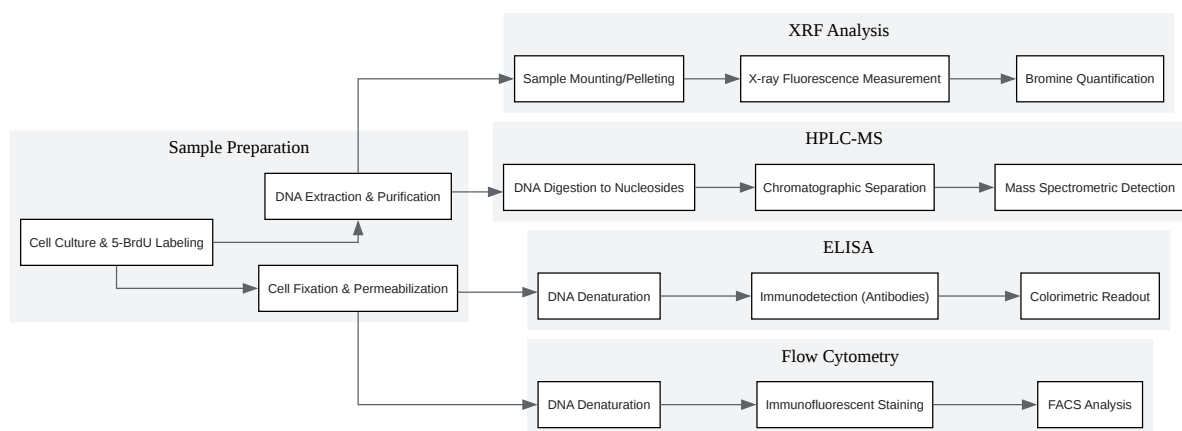 XRF Analysis
Sample Mounting/Pelleting
X-ray Fluorescence Measurement
Bromine Quantification
HPLC-MS
DNA Digestion to Nucleosides
Chromatographic Separation
Mass Spectrometric Detection
Sample Preparation
DNA Extraction & Purification
Cell Culture & 5-BrdU Labeling
Cell Fixation & Permeabilization
ELISA
DNA Denaturation
Immunodetection (Antibodies)
Colorimetric Readout
Flow Cytometry
DNA Denaturation
Immunofluorescent Staining
FACS Analysis